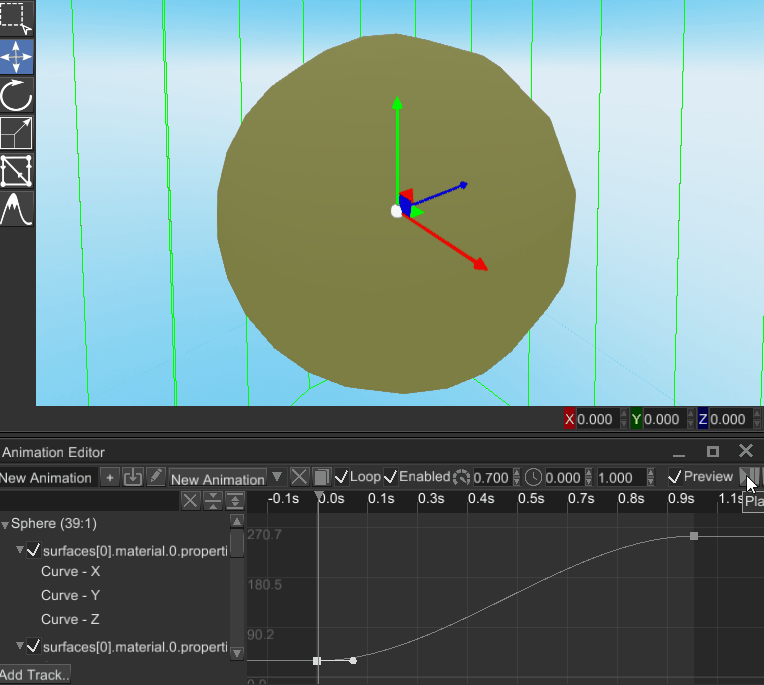 X 0.000 Y 0.000 Z 0.000
Animation Editor
New Animation New Animation Loop Enabled 0.700 0.000 1.000 Preview
-0.1s 0.0s 0.1s 0.3s 0.4s 0.5s 0.6s 0.7s 0.8s 0.9s 1.1s Pla
Sphere (39:1)
270.7
surfaces[0].material.0.properti
Curve - X
180.5
Curve - Y
Curve - Z
90.2
surfaces[0].material.0.properti
Add Track..
0.0